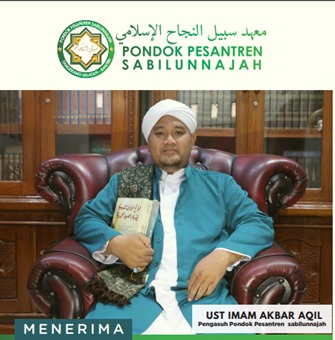 معهد سبيل النجاح الإسلامي
PONDOK PESANTREN
SABILUNNAJAH
UST IMAM AKBAR AQIL
Pengasuh Pondok Pesantren sabilunnajah
MENERIMA